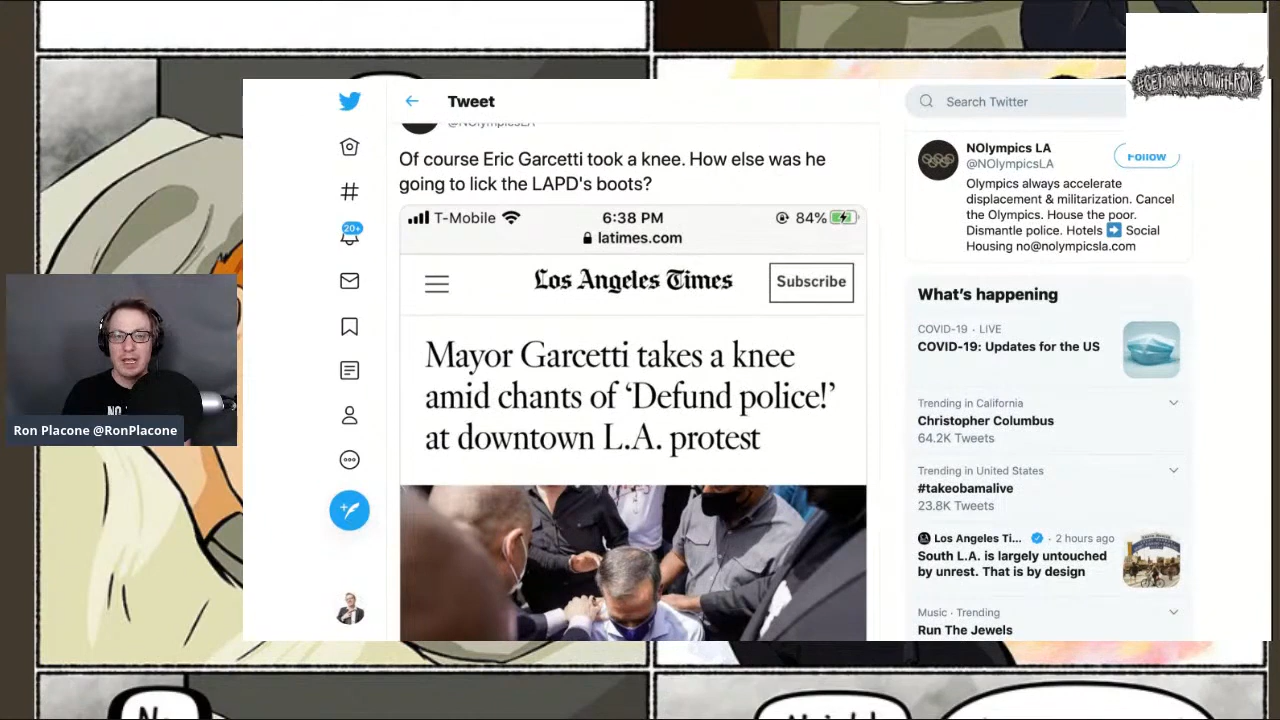 #GETYOURNEWSONWITHRON
Tweet
Search Twitter
@NOlympicsLA
Of course Eric Garcetti took a knee. How else was he
going to lick the LAPD's boots?
T-Mobile
6:38 PM
84%
latimes.com
Los Angeles Times
Subscribe
Mayor Garcetti takes a knee
amid chants of ‘Defund police!’
at downtown L.A. protest
20+
NOlympics LA
@NOlympicsLA
Follow
Olympics always accelerate
displacement & militarization. Cancel
the Olympics. House the poor.
Dismantle police. Hotels ➡️ Social
Housing no@nolympicsla.com
What’s happening
COVID-19 · LIVE
COVID-19: Updates for the US
Trending in California
Christopher Columbus
64.2K Tweets
Trending in United States
#takeobamalive
23.8K Tweets
Los Angeles Ti... · 2 hours ago
South L.A. is largely untouched
by unrest. That is by design
Music · Trending
Run The Jewels
NO
Ron Placone @RonPlacone